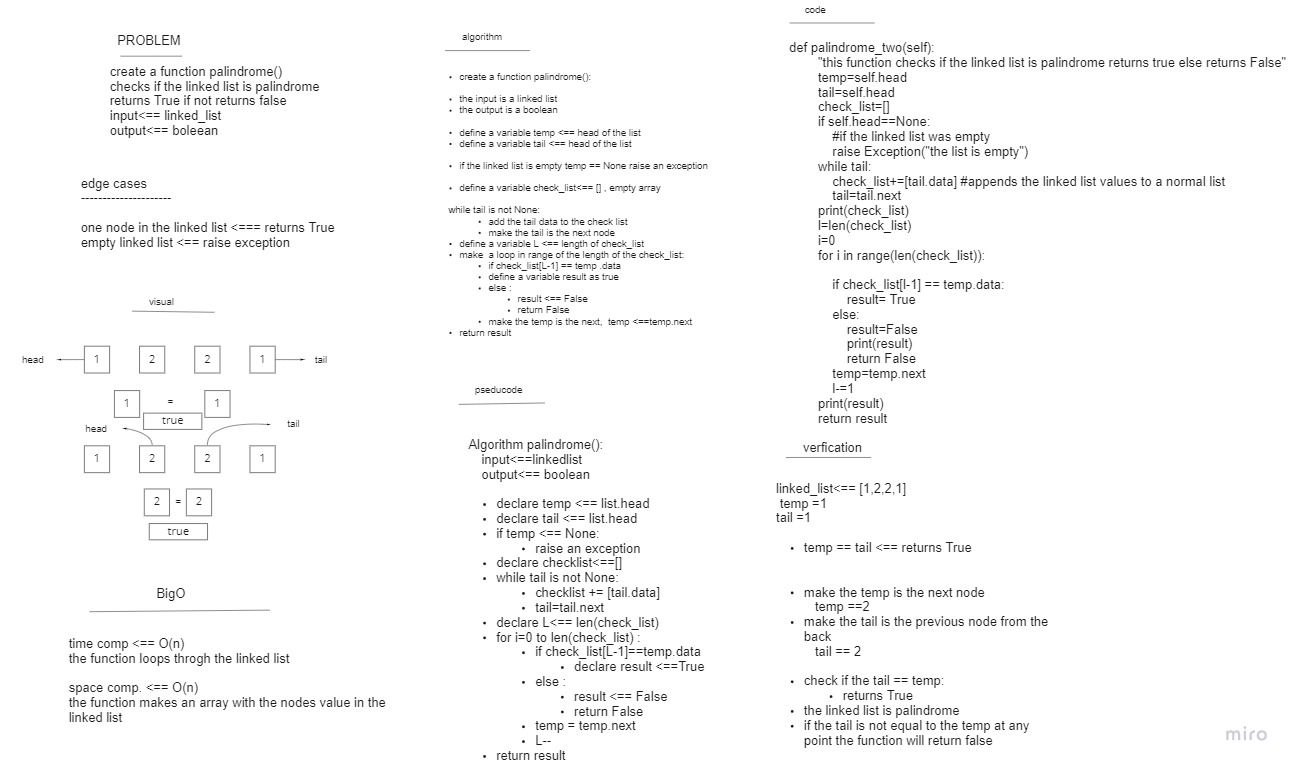 PROBLEM
create a function palindrome()
checks if the linked list is palindrome
returns True if not returns false
input<== linked_list
output<== boleean
edge cases
---------------------
one node in the linked list <=== returns True
empty linked list <== raise exception
visual
head 1 2 2 1 tail
1 = 1
true
head tail
1 2 2 1
2 = 2
true
BigO
time comp <== O(n)
the function loops throgh the linked list
space comp. <== O(n)
the function makes an array with the nodes value in the
linked list
algorithm
• create a function palindrome():
• the input is a linked list
• the output is a boolean
• define a variable temp <== head of the list
• define a variable tail <== head of the list
• if the linked list is empty temp == None raise an exception
• define a variable check_list<== [] , empty array
while tail is not None:
• add the tail data to the check list
• make the tail is the next node
• define a variable L <== length of check_list
• make  a loop in range of the length of the check_list:
• if check_list[L-1] == temp .data
• define a variable result as true
• else :
• result <== False
• return False
• make the temp is the next,  temp <==temp.next
• return result
pseducode
Algorithm palindrome():
input<==linkedlist
output<== boolean
• declare temp <== list.head
• declare tail <== list.head
• if temp <== None:
• raise an exception
• declare checklist<==[]
• while tail is not None:
• checklist += [tail.data]
• tail=tail.next
• declare L<== len(check_list)
• for i=0 to len(check_list) :
• if check_list[L-1]==temp.data
• declare result <==True
• else :
• result <== False
• return False
• temp = temp.next
• L--
• return result
code
def palindrome_two(self):
"this function checks if the linked list is palindrome returns true else returns False"
temp=self.head
tail=self.head
check_list=[]
if self.head==None:
#if the linked list was empty
raise Exception("the list is empty")
while tail:
check_list+=[tail.data] #appends the linked list values to a normal list
tail=tail.next
print(check_list)
l=len(check_list)
i=0
for i in range(len(check_list)):
if check_list[l-1] == temp.data:
result= True
else:
result=False
print(result)
return False
temp=temp.next
l-=1
print(result)
return result
verfication
linked_list<== [1,2,2,1]
temp =1
tail =1
• temp == tail <== returns True
• make the temp is the next node
temp ==2
• make the tail is the previous node from the
back
tail == 2
• check if the tail == temp:
• returns True
• the linked list is palindrome
• if the tail is not equal to the temp at any
point the function will return false
miro